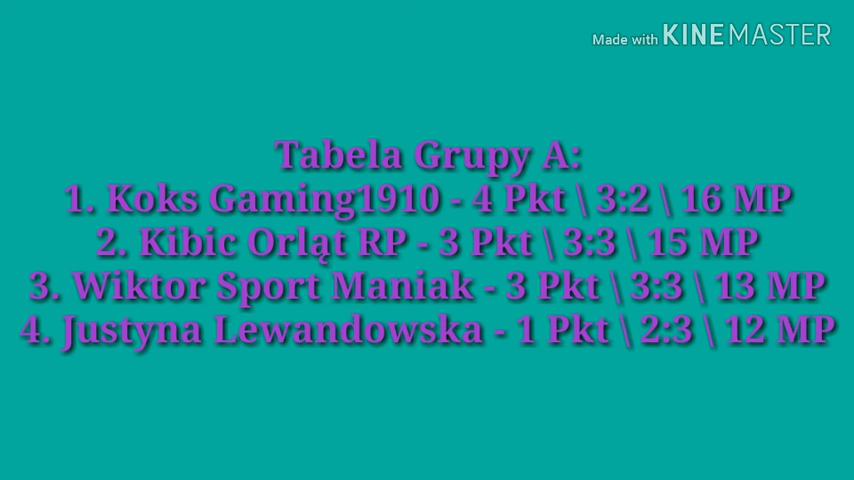 Made with KINEMASTER
Tabela Grupy A:
1. Koks Gaming1910 - 4 Pkt \ 3:2 \ 16 MP
2. Kibic Orląt RP - 3 Pkt \ 3:3 \ 15 MP
3. Wiktor Sport Maniak - 3 Pkt \ 3:3 \ 13 MP
4. Justyna Lewandowska - 1 Pkt \ 2:3 \ 12 MP